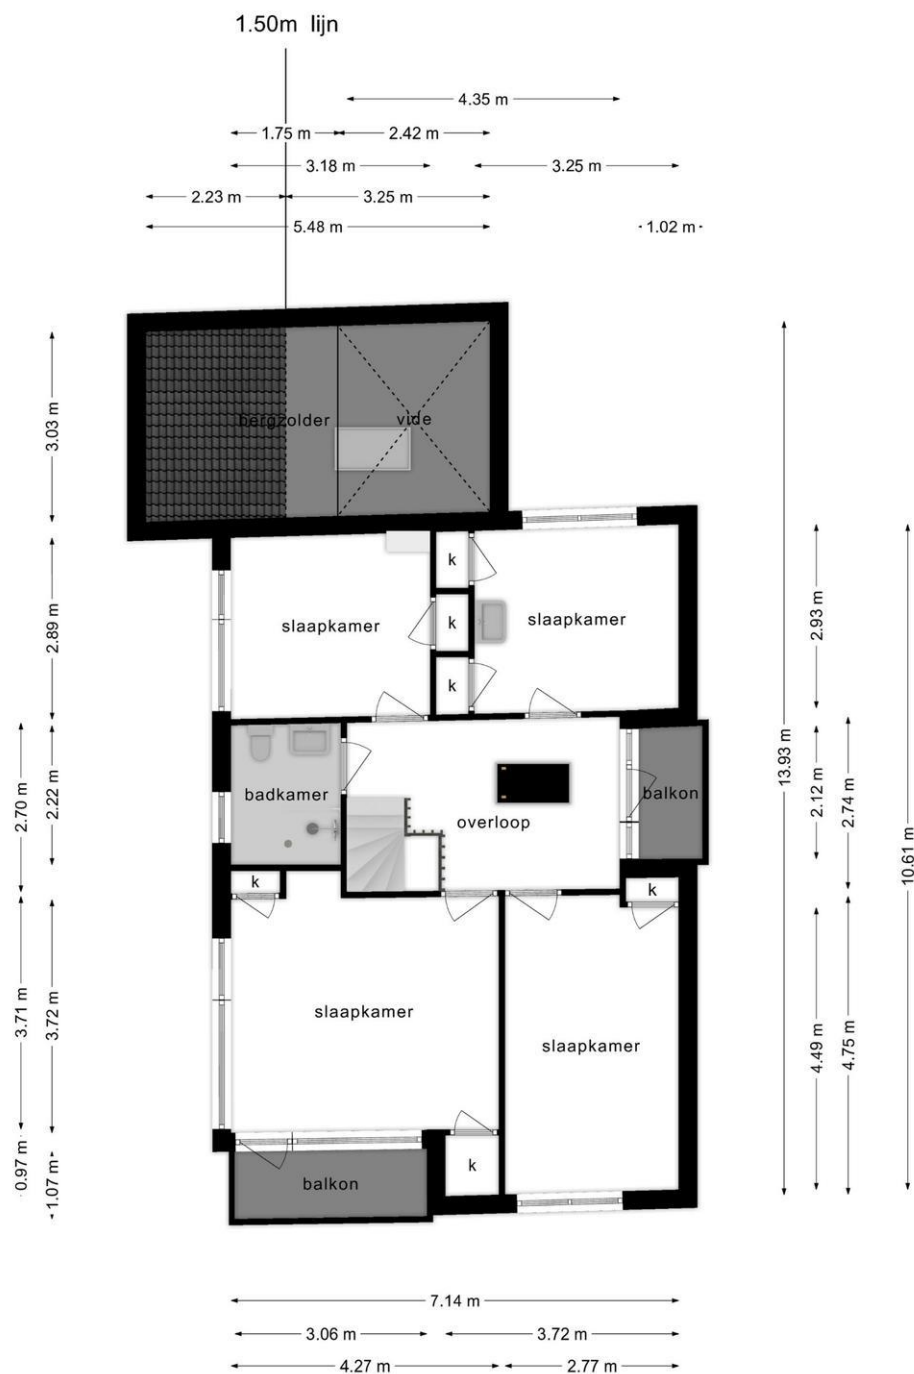 1.50m lijn
4.35 m
1.75 m
2.42 m
3.18 m
3.25 m
2.23 m
3.25 m
5.48 m
1.02 m
bergzolder
vide
3.03 m
k
slaapkamer
k
slaapkamer
k
2.89 m
2.93 m
13.93 m
10.61 m
2.70 m
2.22 m
badkamer
overloop
balkon
2.12 m
2.74 m
k
k
slaapkamer
slaapkamer
3.71 m
3.72 m
4.49 m
4.75 m
k
balkon
0.97 m
1.07 m
7.14 m
3.06 m
3.72 m
4.27 m
2.77 m